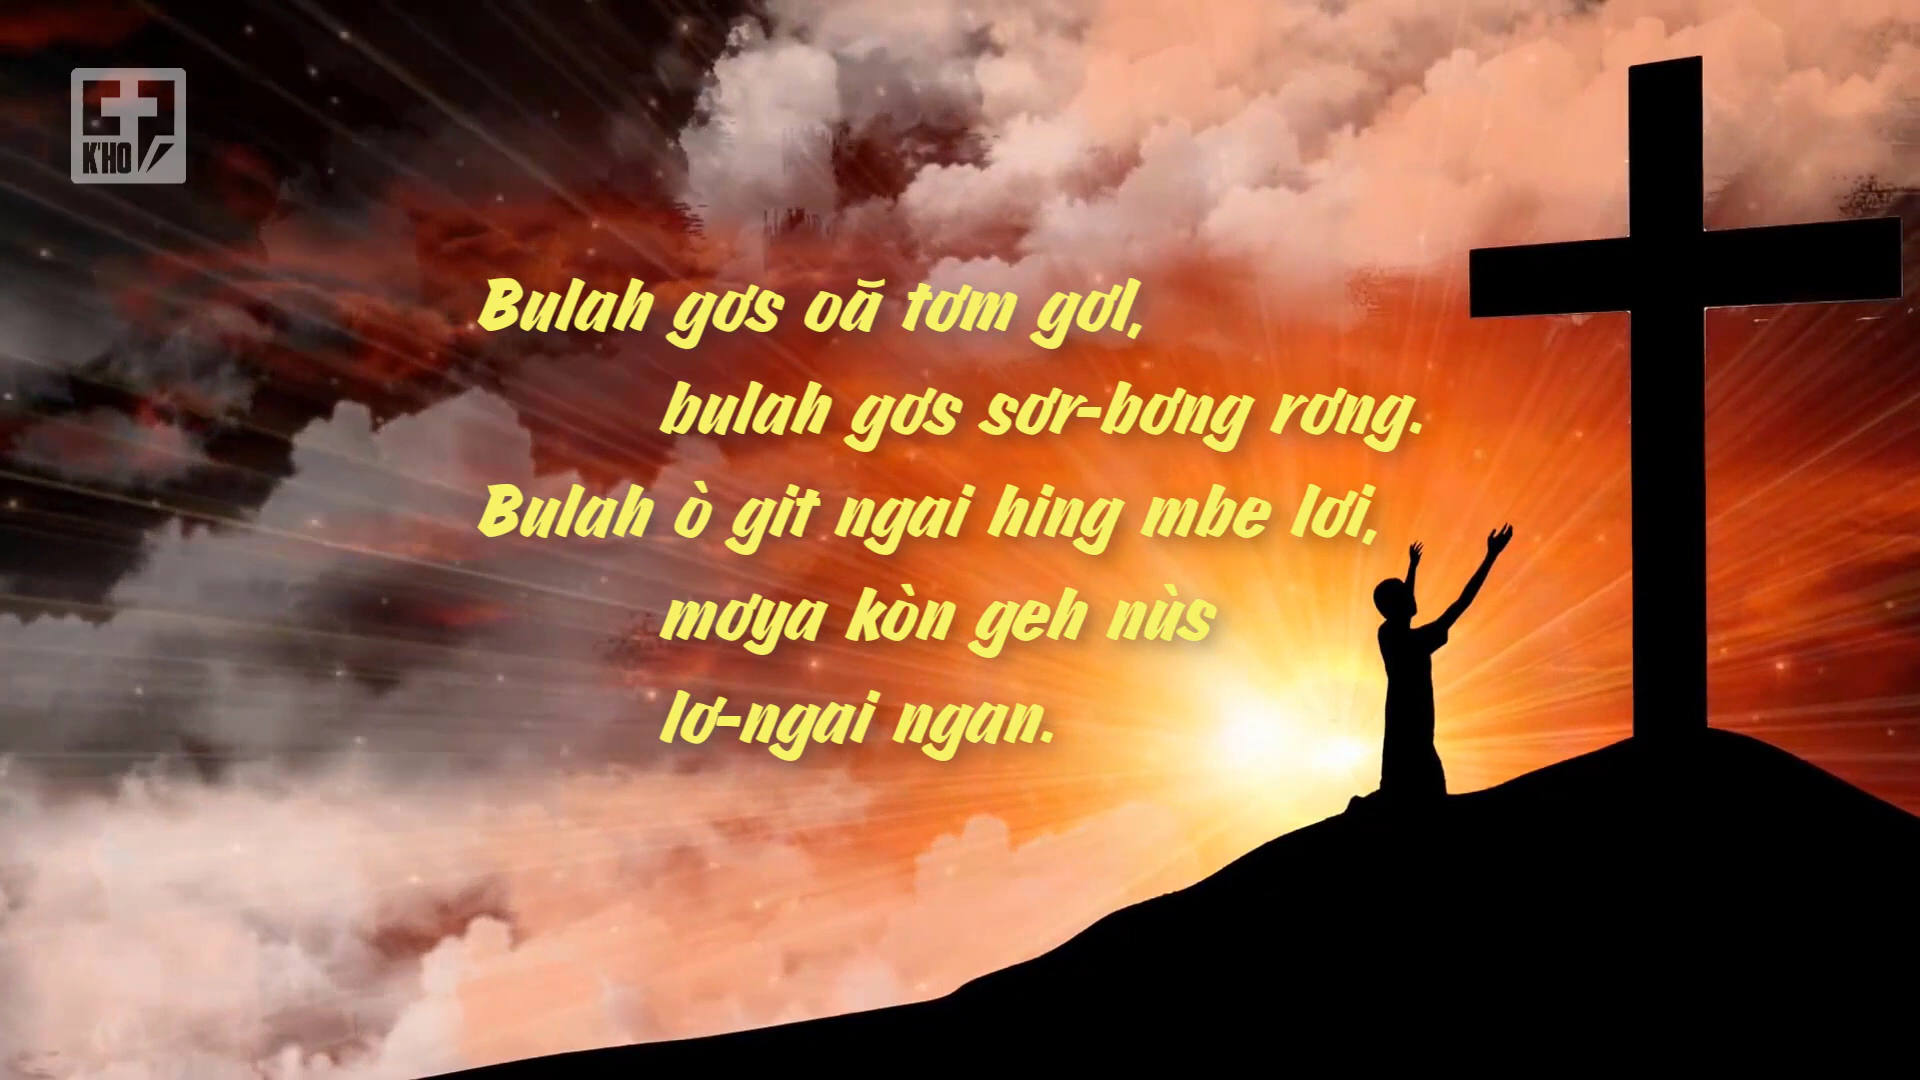 K'HO
Bulah gơs oă tơm gơl,
bulah gơs sơr-bơng rơng.
Bulah ò git ngai hing mbe lơi,
mơya kòn geh nùs
lơ-ngai ngan.